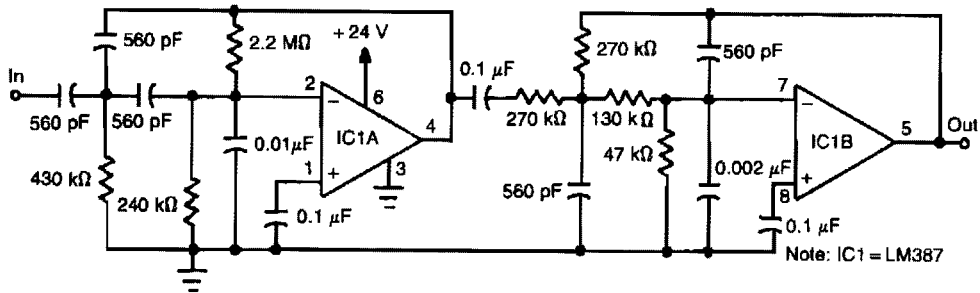 560 pF
2.2 MΩ
+24 V
270 kΩ
560 pF
0.1 μF
In
2
−
6
4
7
−
560 pF
560 pF
0.01μF
IC1A
270 kΩ
130 kΩ
IC1B
5
Out
1
+
3
47 kΩ
430 kΩ
240 kΩ
0.1 μF
560 pF
0.002 μF
+
8
0.1 μF
Note: IC1 = LM387